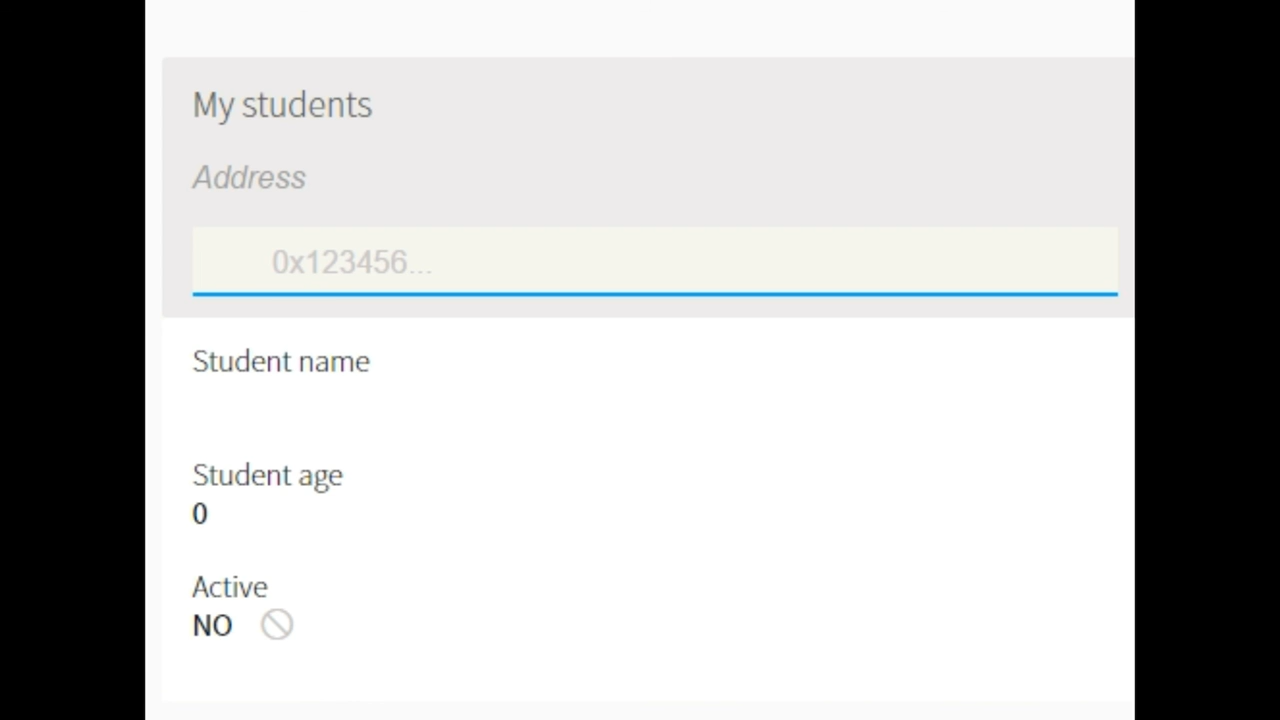 My students
Address
0x123456...
Student name
Student age
0
Active
NO